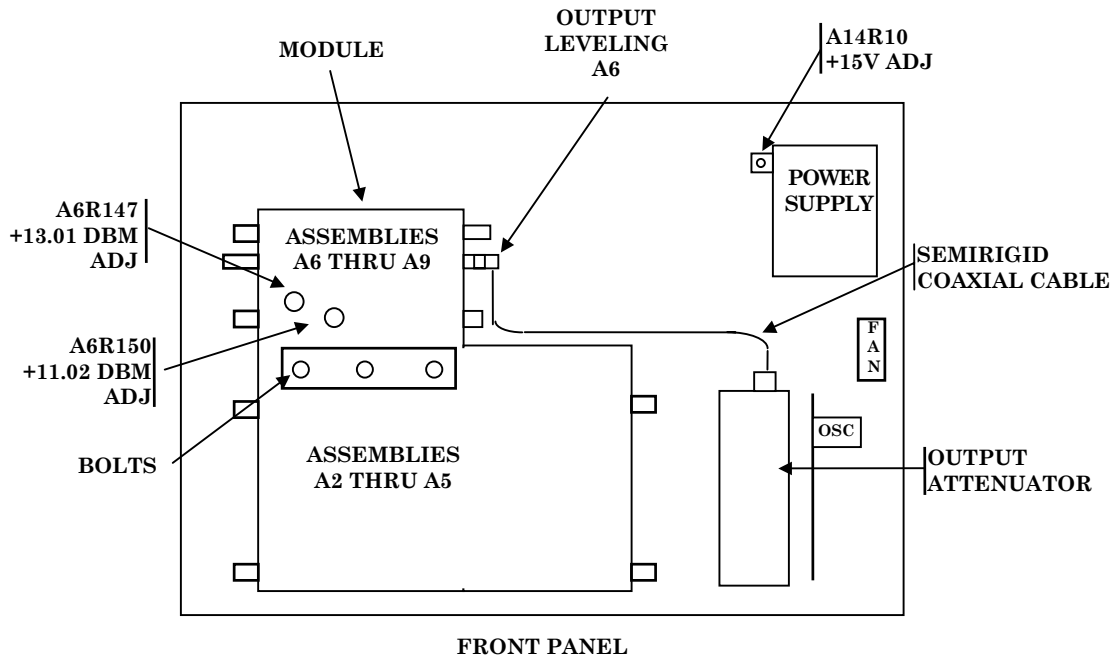 OUTPUT
LEVELING
A6
MODULE
A14R10
+15V ADJ
A6R147
+13.01 DBM
ADJ
ASSEMBLIES
A6 THRU A9
POWER
SUPPLY
SEMIRIGID
COAXIAL CABLE
A6R150
+11.02 DBM
ADJ
F
A
N
BOLTS
ASSEMBLIES
A2 THRU A5
OSC
OUTPUT
ATTENUATOR
FRONT PANEL